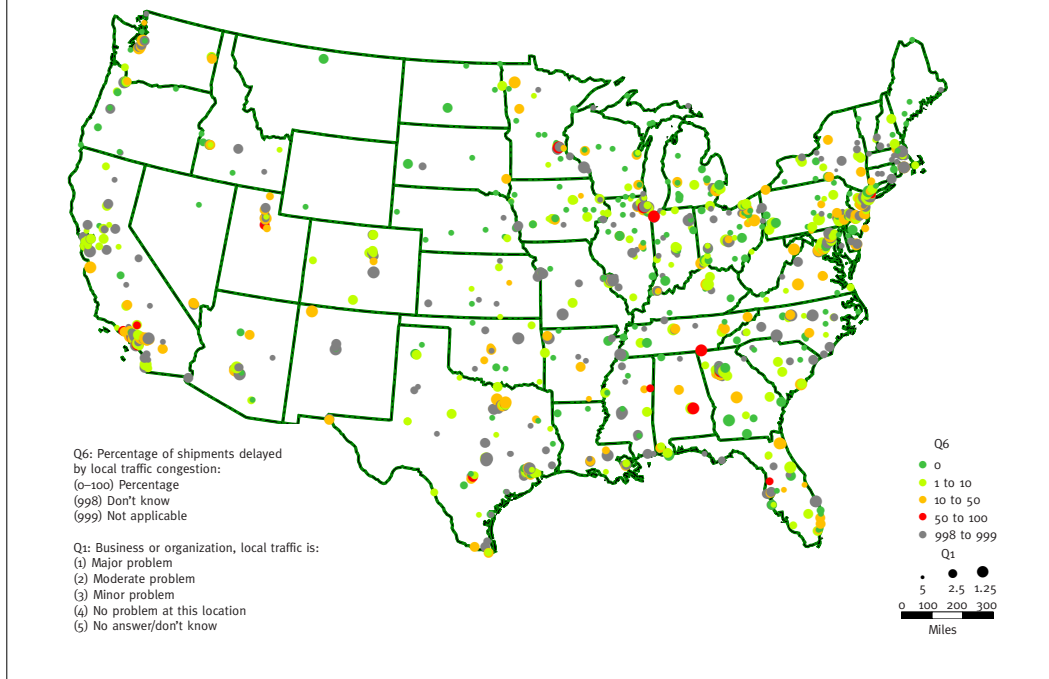 Q6: Percentage of shipments delayed
by local traffic congestion:
(0–100) Percentage
(998) Don't know
(999) Not applicable
Q1: Business or organization, local traffic is:
(1) Major problem
(2) Moderate problem
(3) Minor problem
(4) No problem at this location
(5) No answer/don't know
Q6
0
1 to 10
10 to 50
50 to 100
998 to 999
Q1
5 2.5 1.25
0 100 200 300
Miles